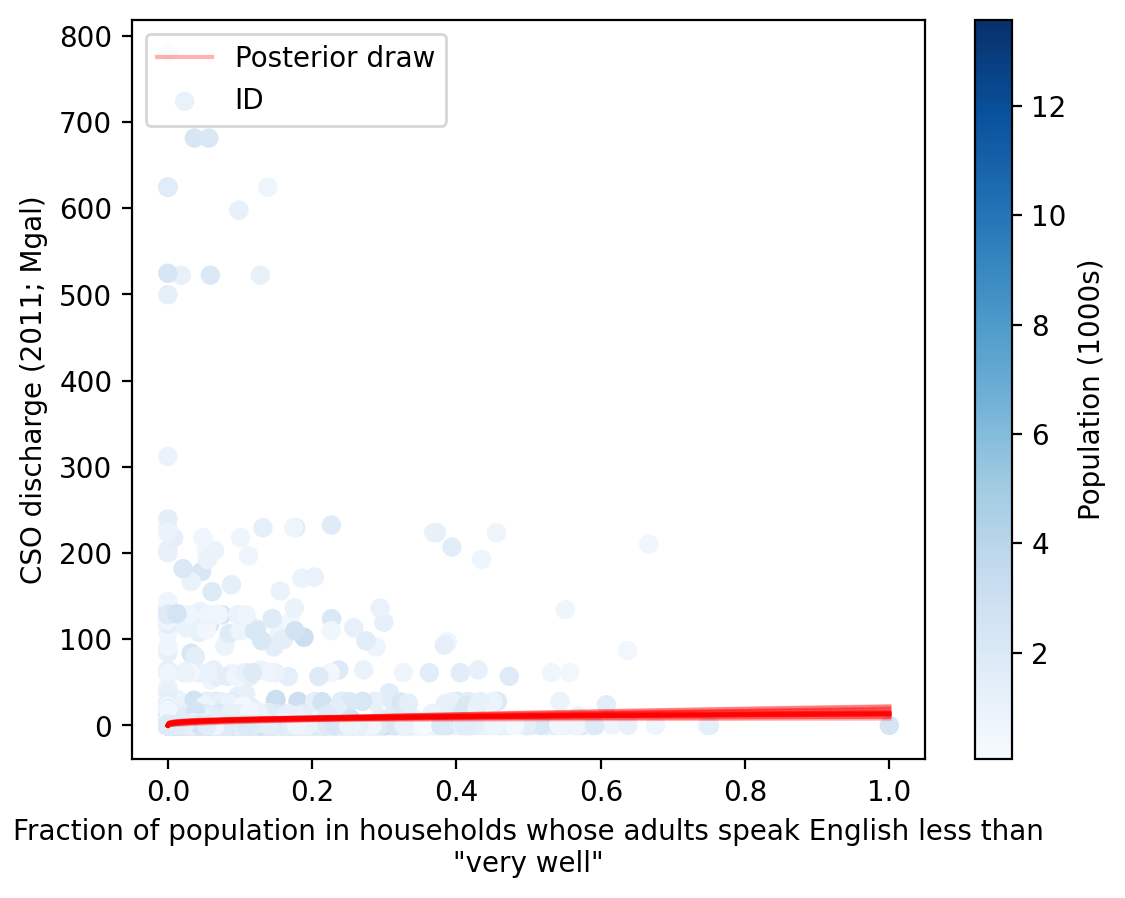 800
700
600
500
400
300
200
100
0
CSO discharge (2011; Mgal)
Posterior draw
ID
0.0 0.2 0.4 0.6 0.8 1.0
Fraction of population in households whose adults speak English less than
"very well"
12
10
8
6
4
2
Population (1000s)